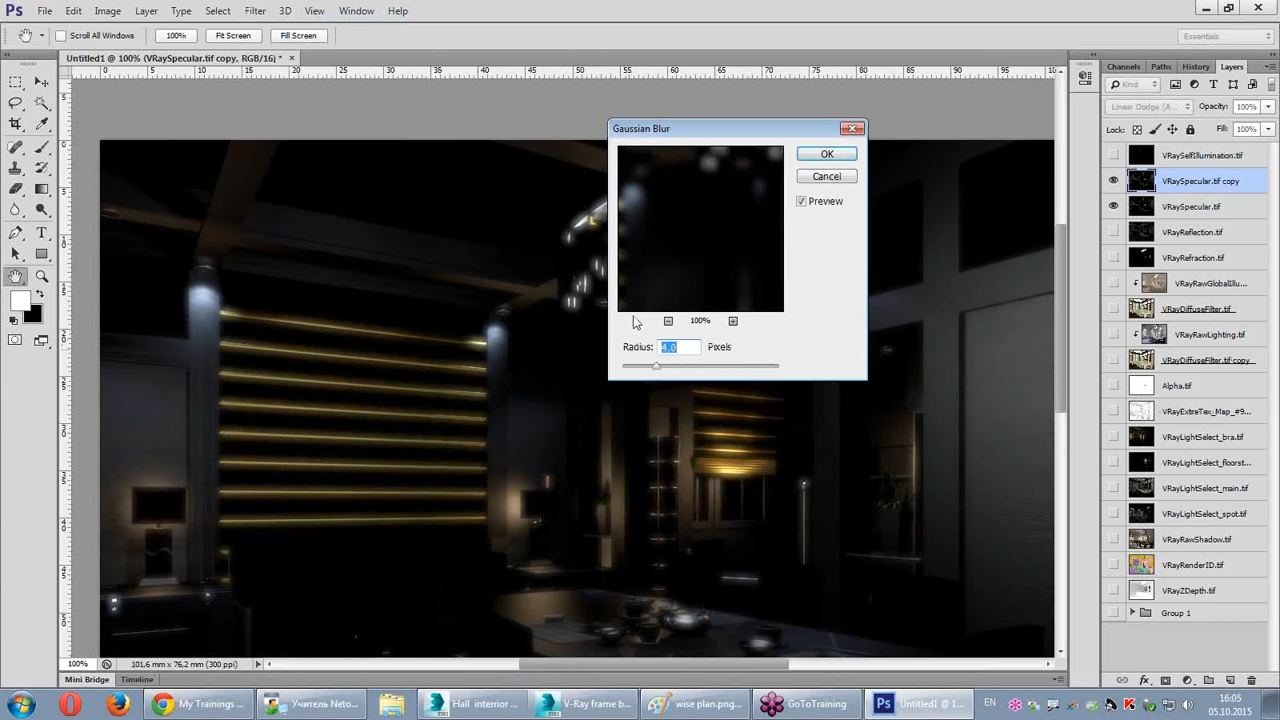 Ps File Edit Image Layer Type Select Filter 3D View Window Help
Scroll All Windows 100% Fit Screen Fill Screen Essentials
Untitled1 @ 100% (VRaySpecular.tif copy, RGB/16) *
Channels Paths History Layers
Kind
Linear Dodge (A... Opacity: 100%
Lock: Fill: 100%
Gaussian Blur
OK
Cancel
Preview
100%
Radius: 4,0 Pixels
VRaySelfIllumination.tif
VRaySpecular.tif copy
VRaySpecular.tif
VRayReflection.tif
VRayRefraction.tif
VRayRawGlobalIllu...
VRayDiffuseFilter.tif
VRayRawLighting.tif
VRayDiffuseFilter.tif copy
Alpha.tif
VRayExtraTex_Map_#9...
VRayLightSelect_bra.tif
VRayLightSelect_floorst...
VRayLightSelect_main.tif
VRayLightSelect_spot.tif
VRayRawShadow.tif
VRayRenderID.tif
VRayZDepth.tif
Group 1
100% 101,6 mm x 76,2 mm (300 ppi)
Mini Bridge Timeline
My Trainings ... Учитель Neto... Hall interior ... V-Ray frame b... wise plan.png... GoToTraining Untitled1 @ 1... EN
16:05
05.10.2015